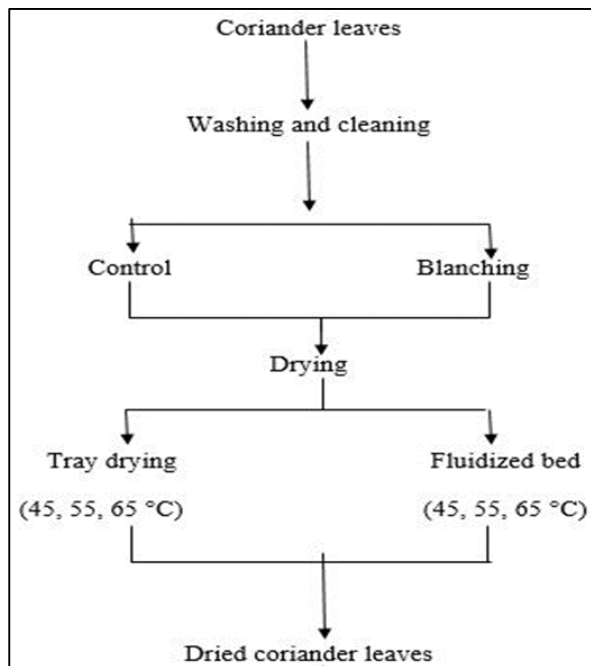 Coriander leaves
Washing and cleaning
Control
Blanching
Drying
Tray drying
Fluidized bed
(45, 55, 65 °C)
(45, 55, 65 °C)
Dried coriander leaves